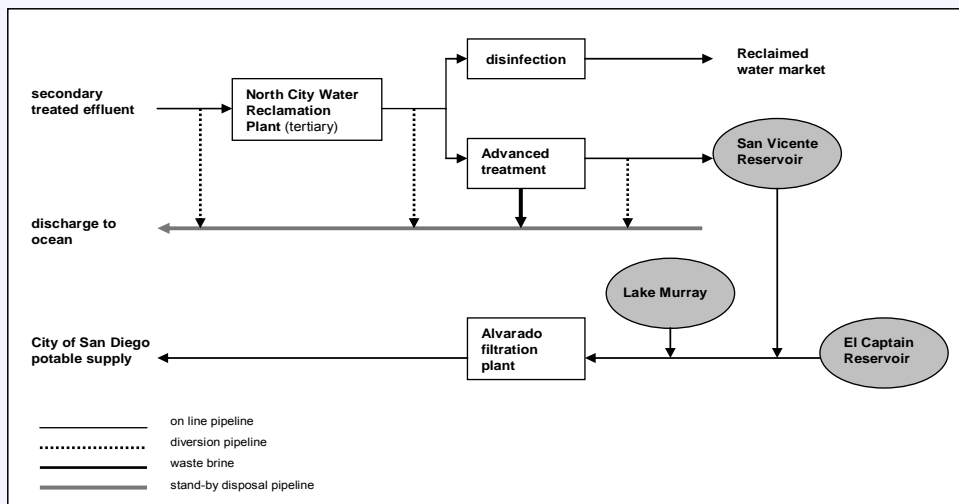 disinfection
Reclaimed
water market
secondary
treated effluent
North City Water
Reclamation
Plant (tertiary)
Advanced
treatment
San Vicente
Reservoir
discharge to
ocean
Lake Murray
City of San Diego
potable supply
Alvarado
filtration
plant
El Captain
Reservoir
on line pipeline
diversion pipeline
waste brine
stand-by disposal pipeline